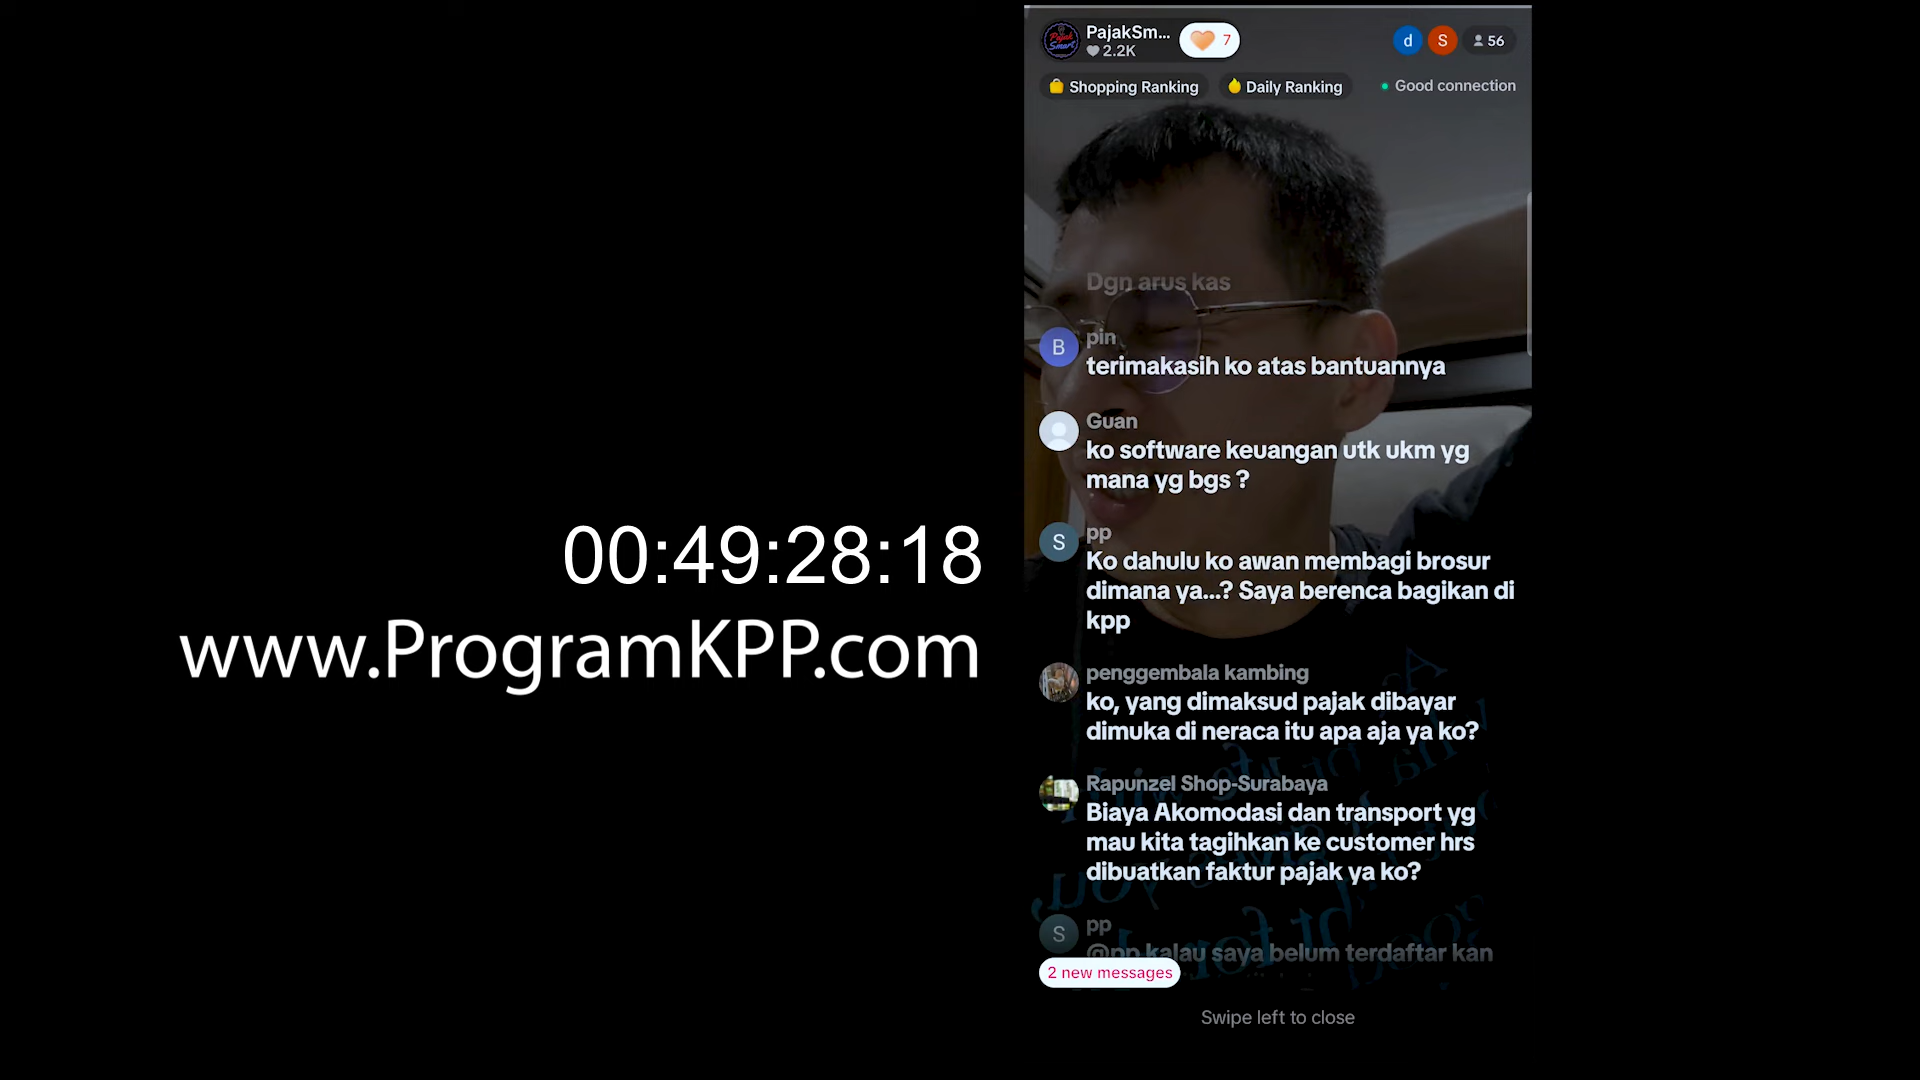 PajakSm...
2.2K
7
d
S
56
Shopping Ranking
Daily Ranking
Good connection
Dgn arus kas
B
pin
terimakasih ko atas bantuannya
Guan
ko software keuangan utk ukm yg
mana yg bgs ?
S
pp
Ko dahulu ko awan membagi brosur
dimana ya...? Saya berenca bagikan di
kpp
penggembala kambing
ko, yang dimaksud pajak dibayar
dimuka di neraca itu apa aja ya ko?
Rapunzel Shop-Surabaya
Biaya Akomodasi dan transport yg
mau kita tagihkan ke customer hrs
dibuatkan faktur pajak ya ko?
S
pp
@pp kalau saya belum terdaftar kan
2 new messages
Swipe left to close
00:49:28:18
www.ProgramKPP.com